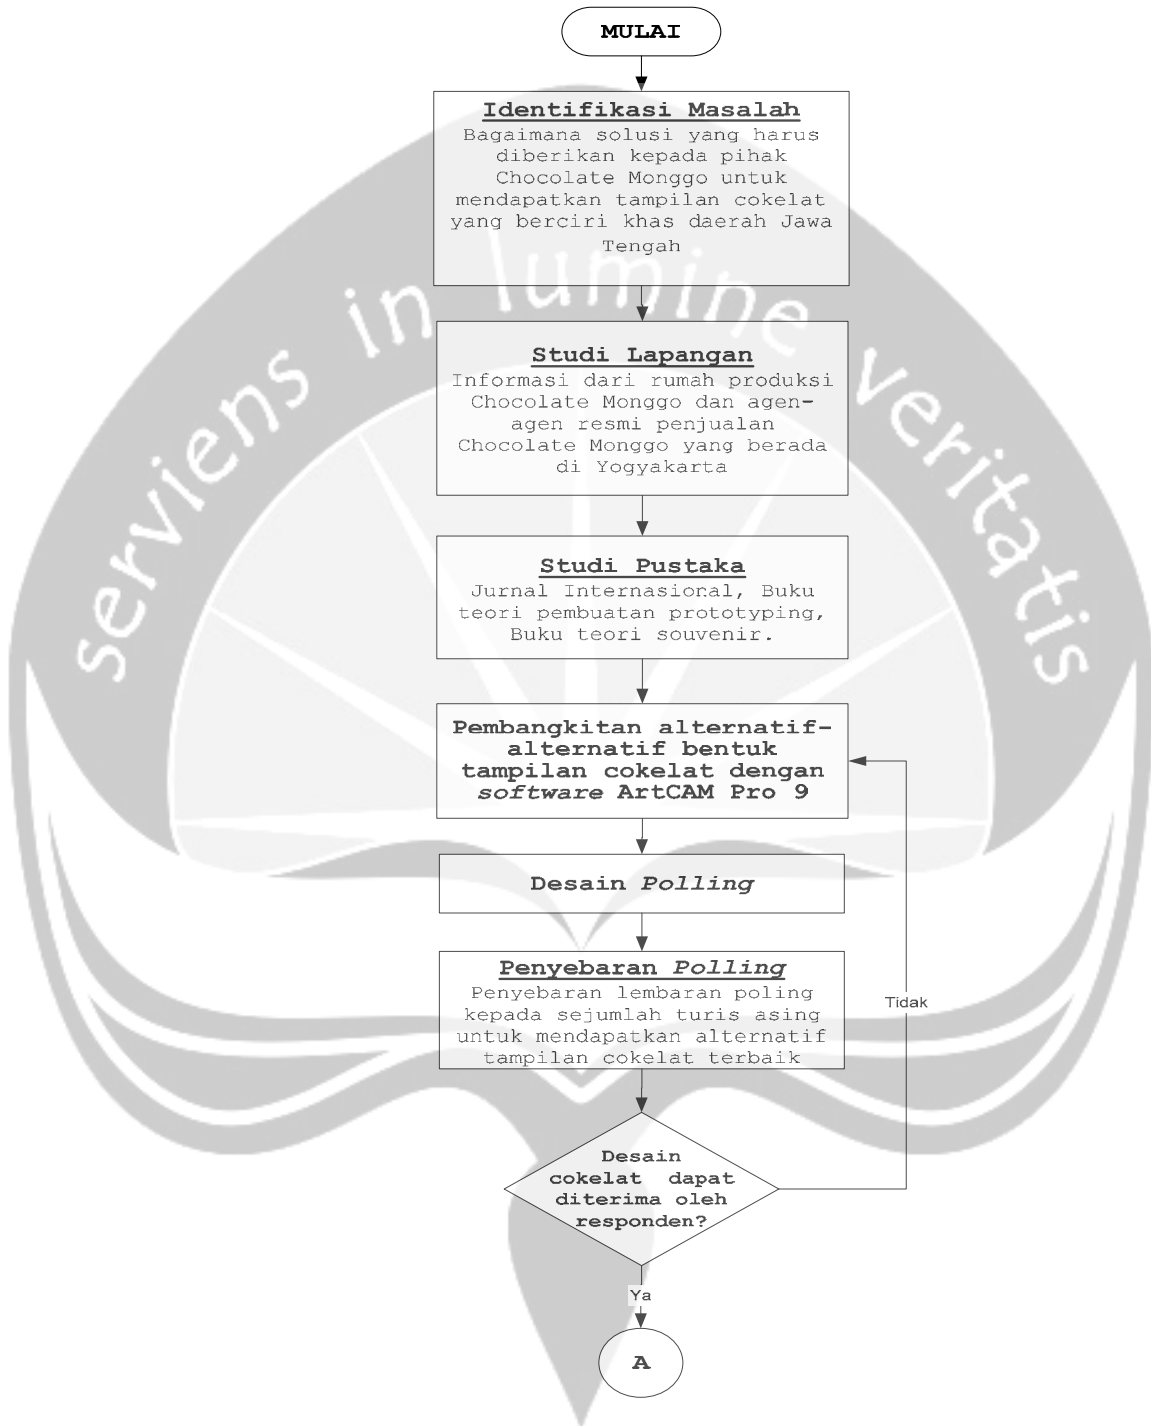 MULAI
Identifikasi Masalah
Bagaimana solusi yang harus
diberikan kepada pihak
Chocolate Monggo untuk
mendapatkan tampilan cokelat
yang berciri khas daerah Jawa
Tengah
serviens in lumine veritatis
Studi Lapangan
Informasi dari rumah produksi
Chocolate Monggo dan agen-
agen resmi penjualan
Chocolate Monggo yang berada
di Yogyakarta
Studi Pustaka
Jurnal Internasional, Buku
teori pembuatan prototyping,
Buku teori souvenir.
Pembangkitan alternatif-
alternatif bentuk
tampilan cokelat dengan
software ArtCAM Pro 9
Desain Polling
Penyebaran Polling
Penyebaran lembaran poling
kepada sejumlah turis asing
untuk mendapatkan alternatif
tampilan cokelat terbaik
Tidak
Desain
cokelat dapat
diterima oleh
responden?
Ya
A